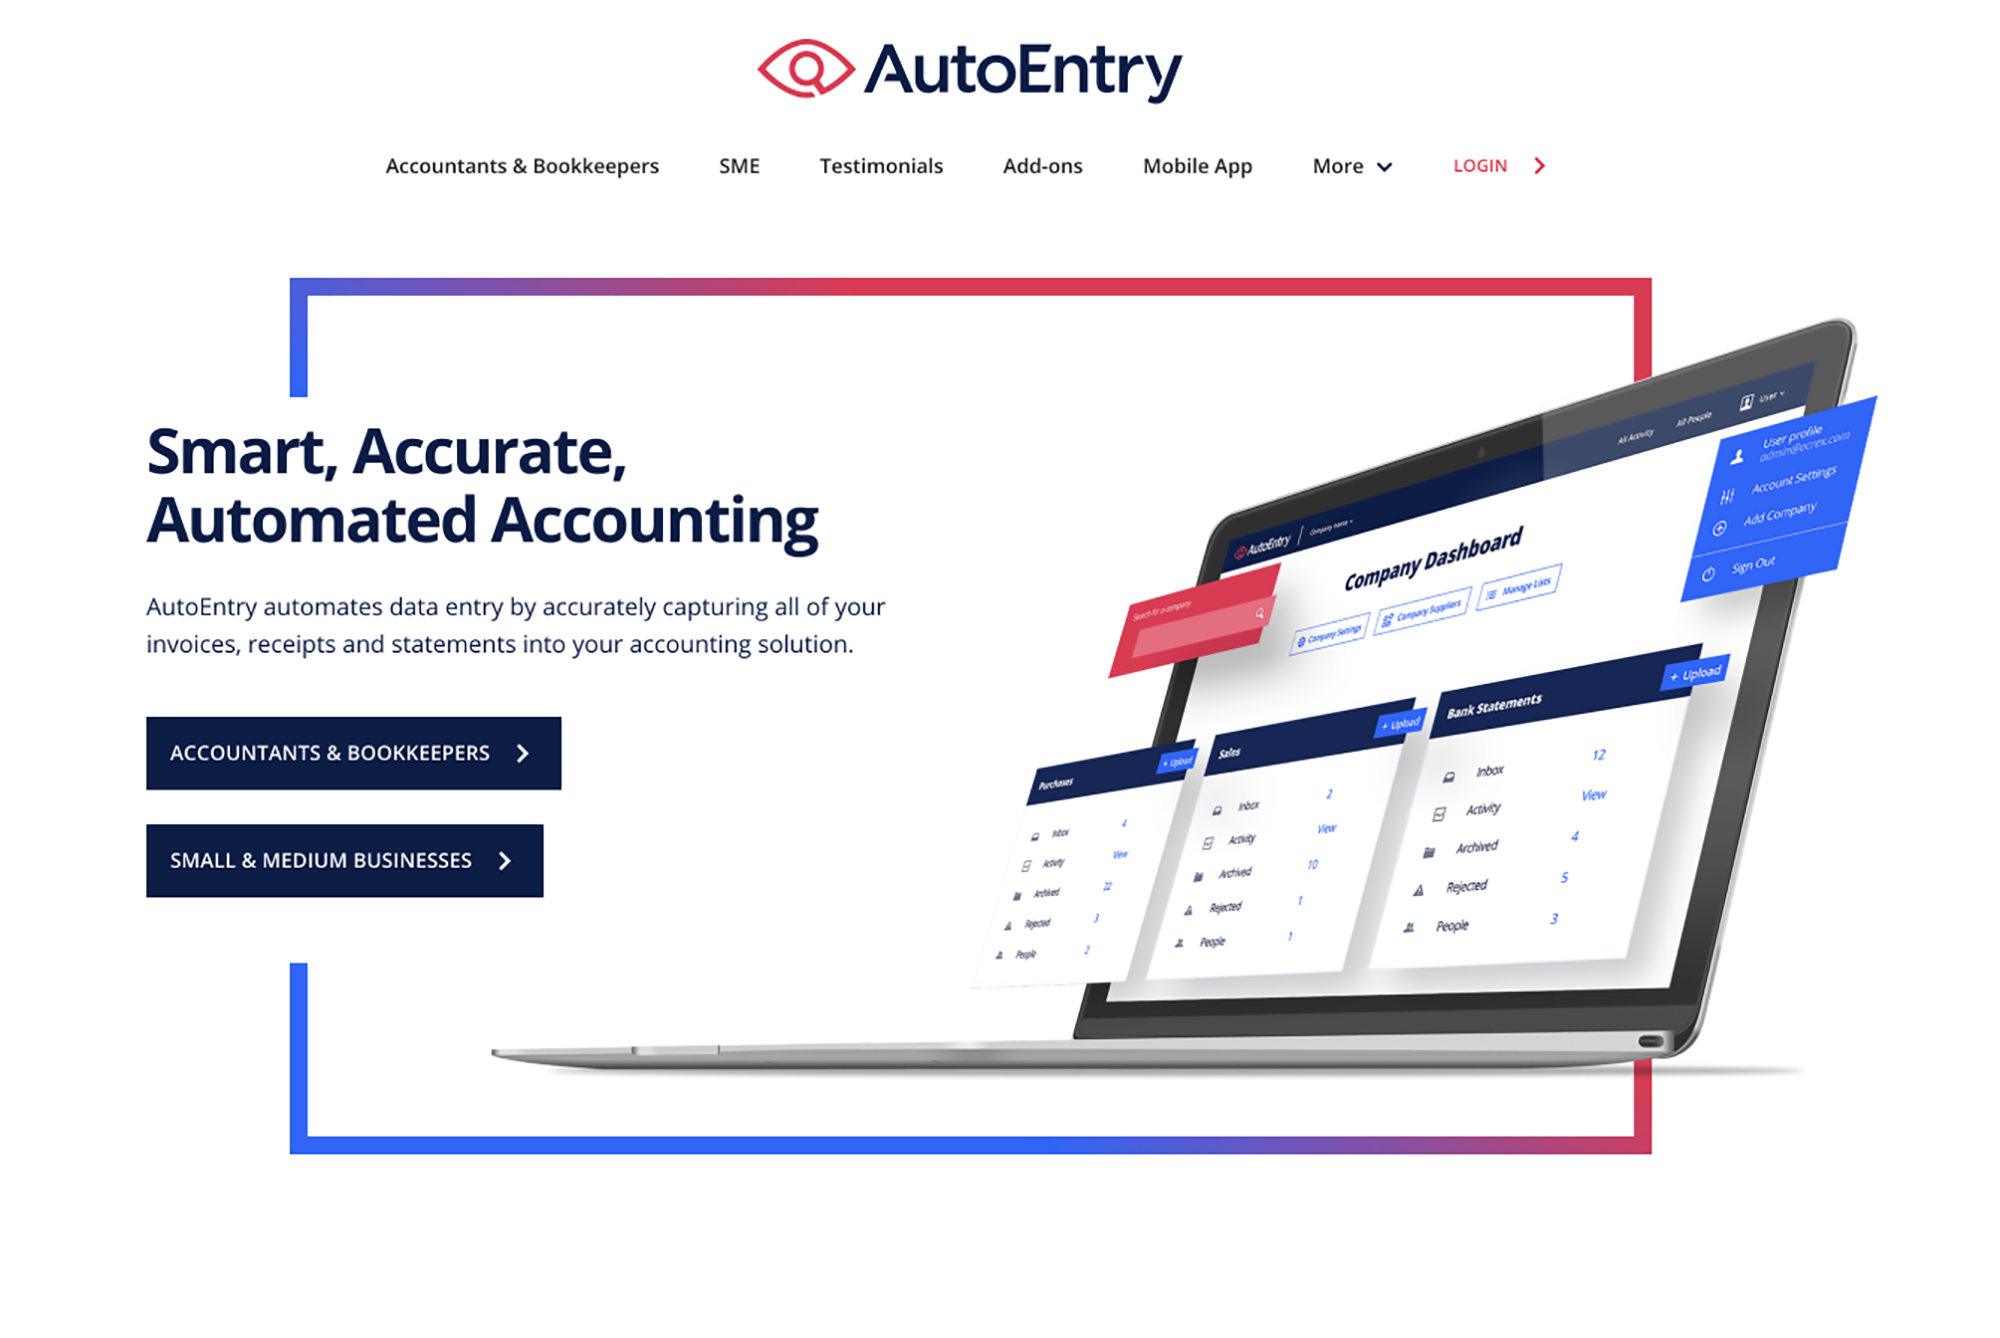 AutoEntry
Accountants & Bookkeepers SME Testimonials Add-ons Mobile App More LOGIN
Smart, Accurate,
Automated Accounting
AutoEntry automates data entry by accurately capturing all of your
invoices, receipts and statements into your accounting solution.
ACCOUNTANTS & BOOKKEEPERS
SMALL & MEDIUM BUSINESSES
AutoEntry Company name
All Activity All People User
User profile
admin@ocrex.com
Account Settings
Add Company
Sign Out
Search for a company
Company Dashboard
Company Settings Company Suppliers Manage Lists
Purchases + Upload
Inbox 4
Activity View
Archived 22
Rejected 3
People 2
Sales + Upload
Inbox 2
Activity View
Archived 10
Rejected 1
People 1
Bank Statements + Upload
Inbox 12
Activity View
Archived 4
Rejected 5
People 3